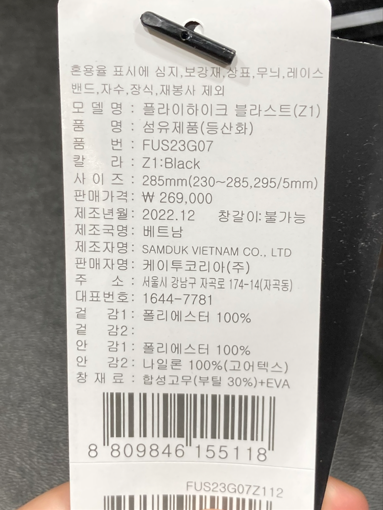 혼용율 표시에 심지,보강재,상표,무늬,레이스
밴드,자수,장식,재봉사 제외
모 델 명 : 플라이하이크 블라스트(Z1)
품 명 : 섬유제품(등산화)
품 번 : FUS23G07
칼 라 : Z1:Black
사 이 즈 : 285mm(230~285,295/5mm)
판매가격: ₩ 269,000
제조년월: 2022.12 창갈이:불가능
제조국명: 베트남
제조자명: SAMDUK VIETNAM CO., LTD
판매자명: 케이투코리아(주)
주 소 : 서울시 강남구 자곡로 174-14(자곡동)
대표번호: 1644-7781
겉 감1: 폴리에스터 100%
겉 감2:
안 감1: 폴리에스터 100%
안 감2: 나일론 100%(고어텍스)
창 재 료 : 합성고무(부틸 30%)+EVA
8 809846 155118
FUS23G07Z112